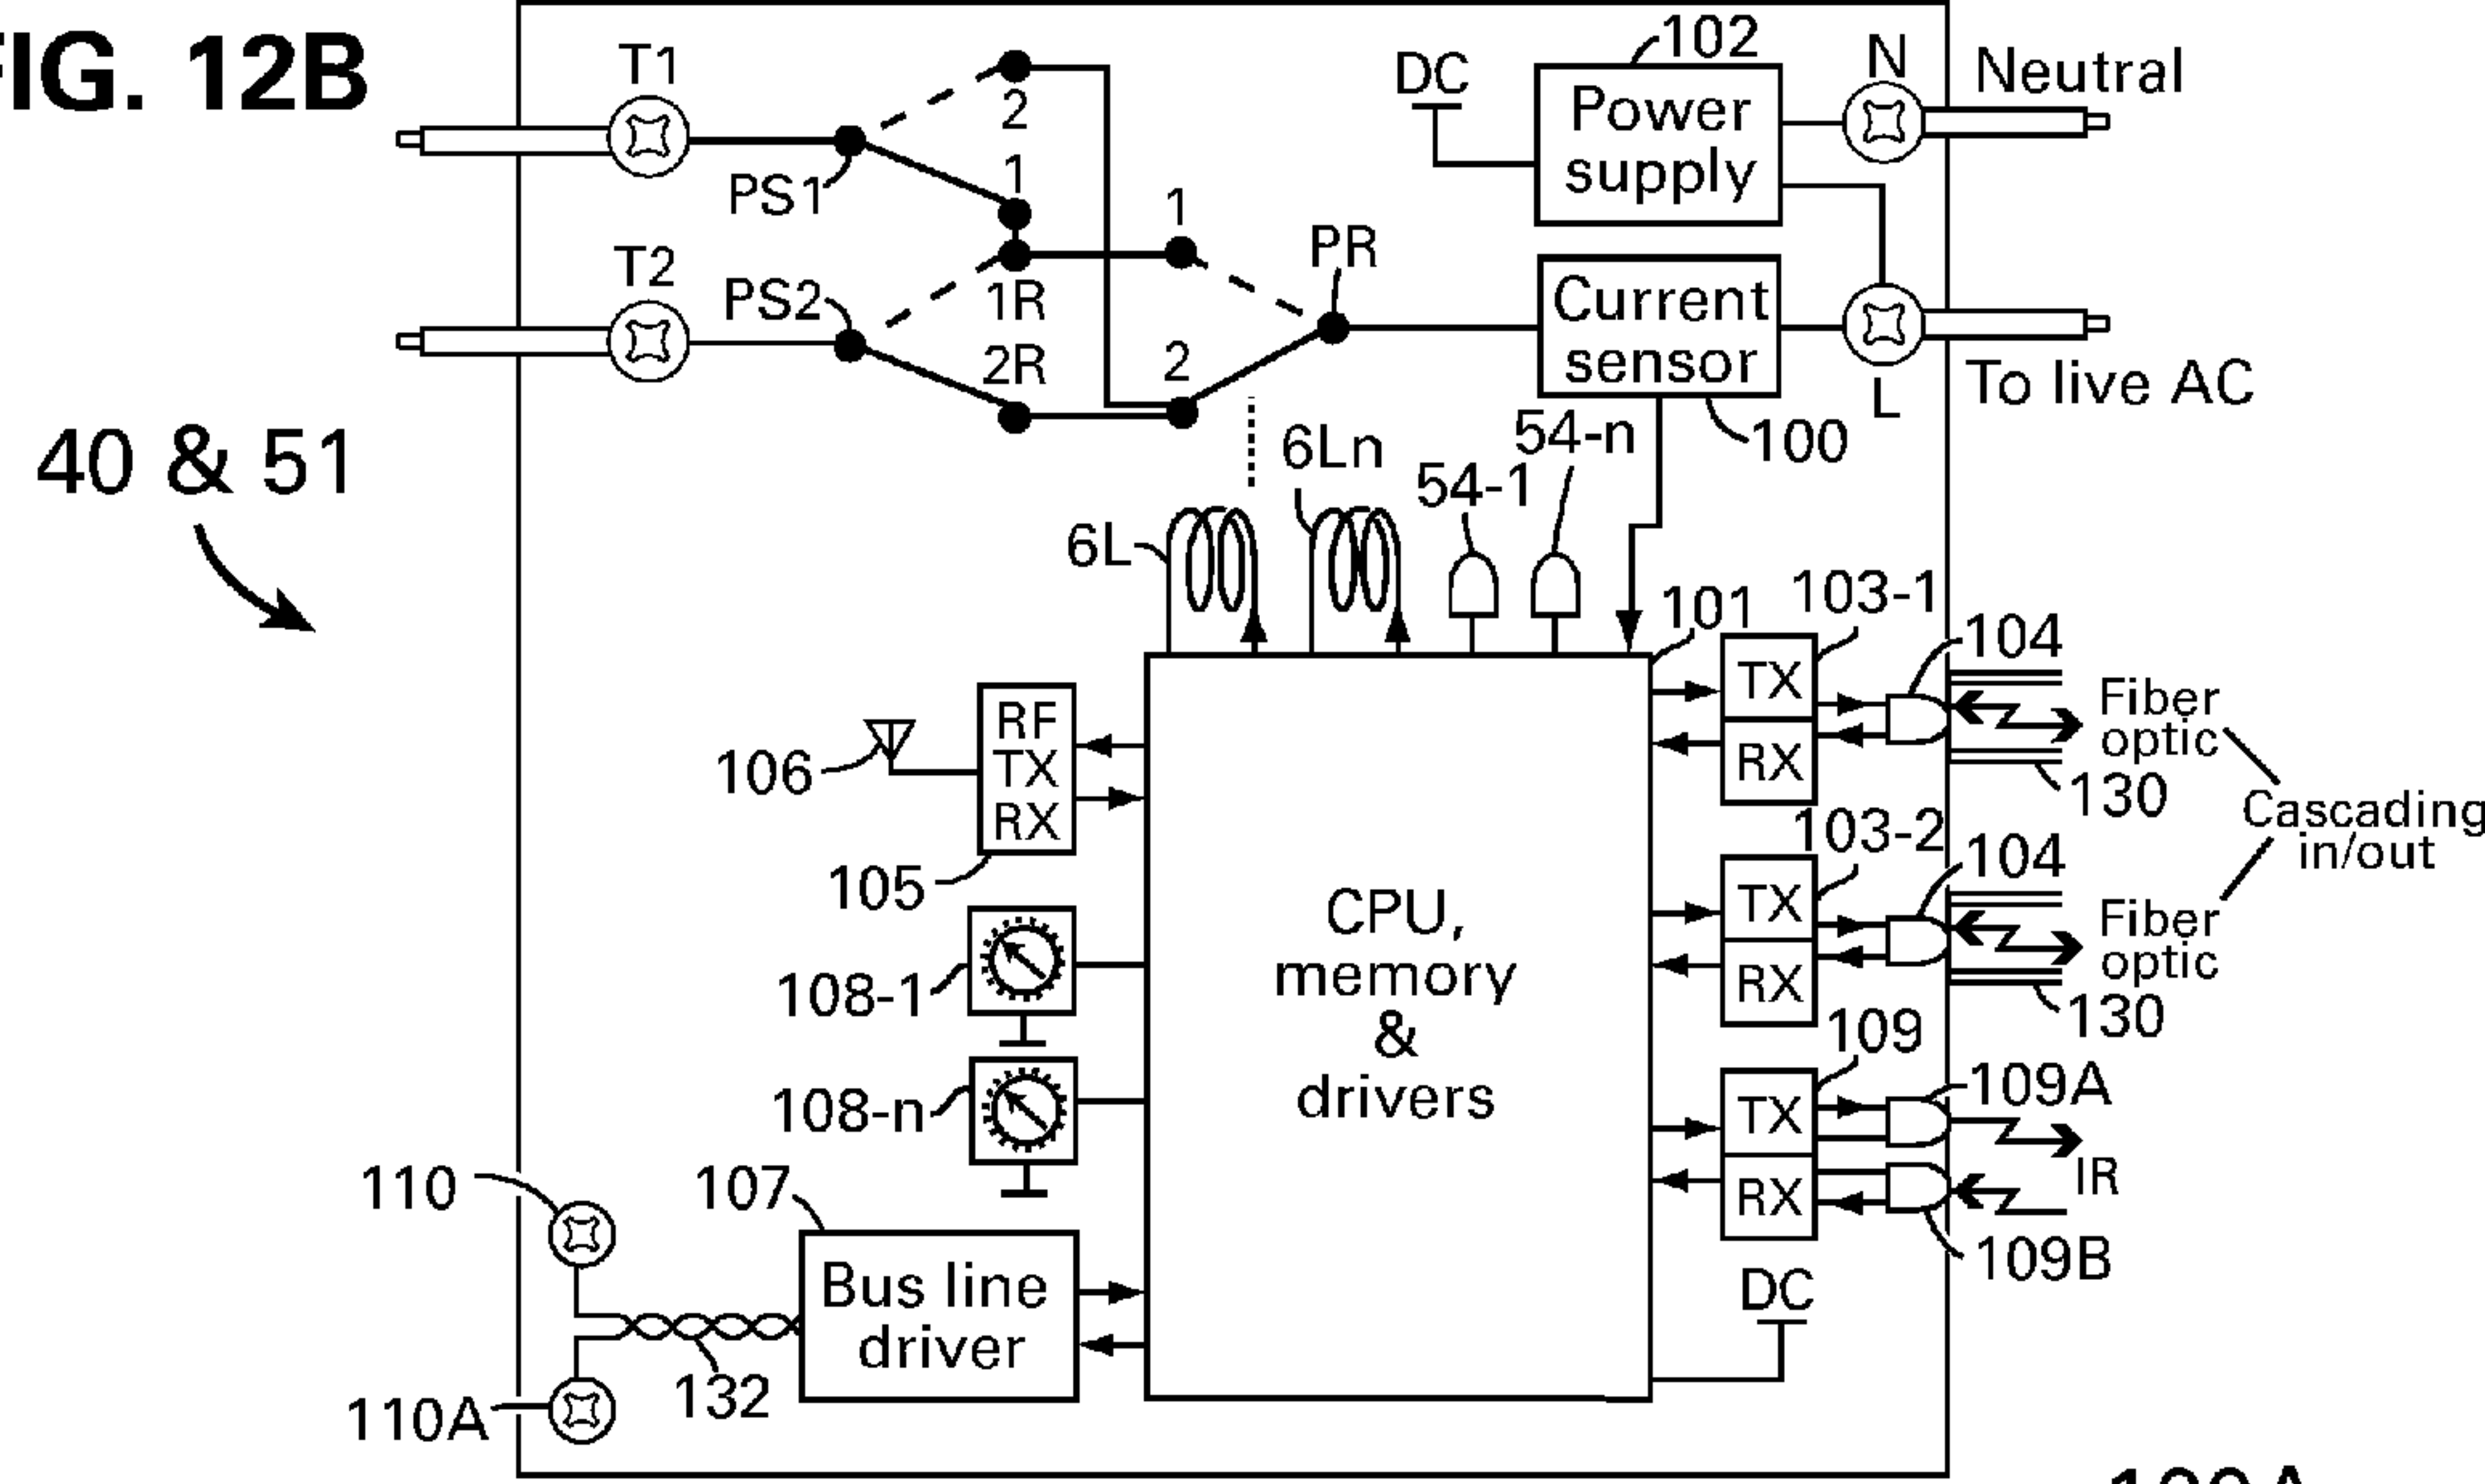 FIG. 12B
T1
PS1
2
1
T2
PS2
1R
2R
1
2
PR
DC
102
Power
supply
N
Neutral
Current
sensor
L
To live AC
100
40 & 51
6L
6Ln
54-1
54-n
101
103-1
TX
RX
104
Fiber
optic
130
Cascading
in/out
103-2
TX
RX
104
Fiber
optic
130
106
RF
TX
RX
105
108-1
108-n
CPU,
memory
&
drivers
109
TX
RX
109A
IR
109B
DC
110
107
Bus line
driver
132
110A